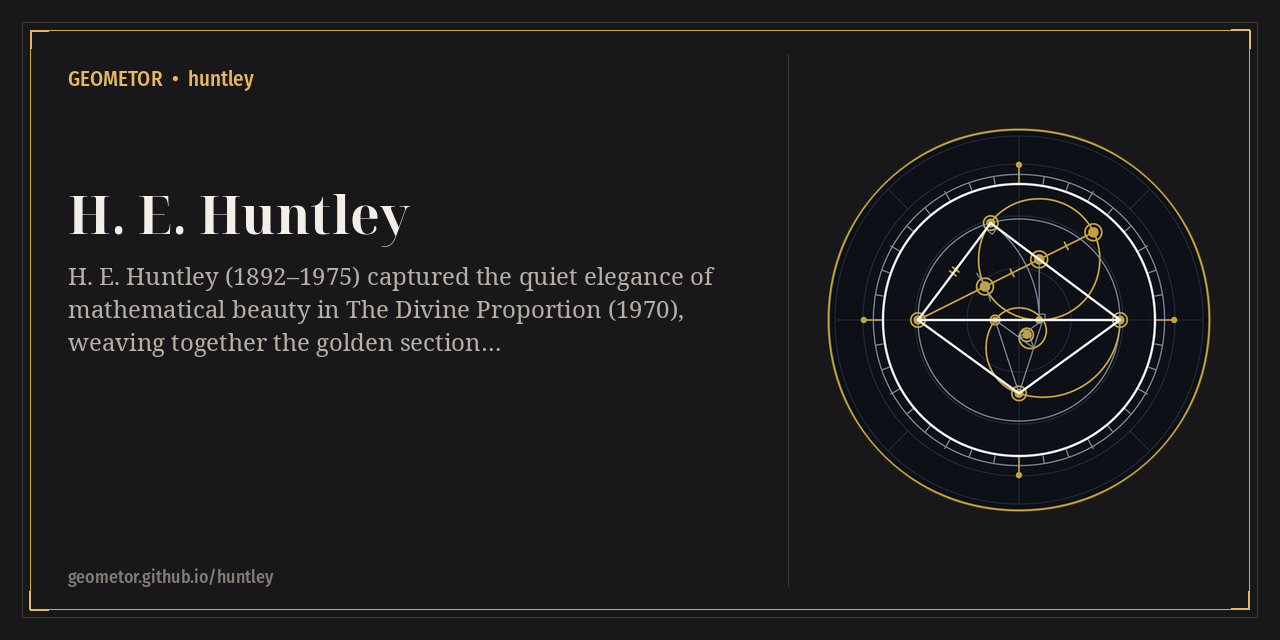 GEOMETOR • huntley
H. E. Huntley
H. E. Huntley (1892–1975) captured the quiet elegance of
mathematical beauty in The Divine Proportion (1970),
weaving together the golden section...
geometor.github.io/huntley